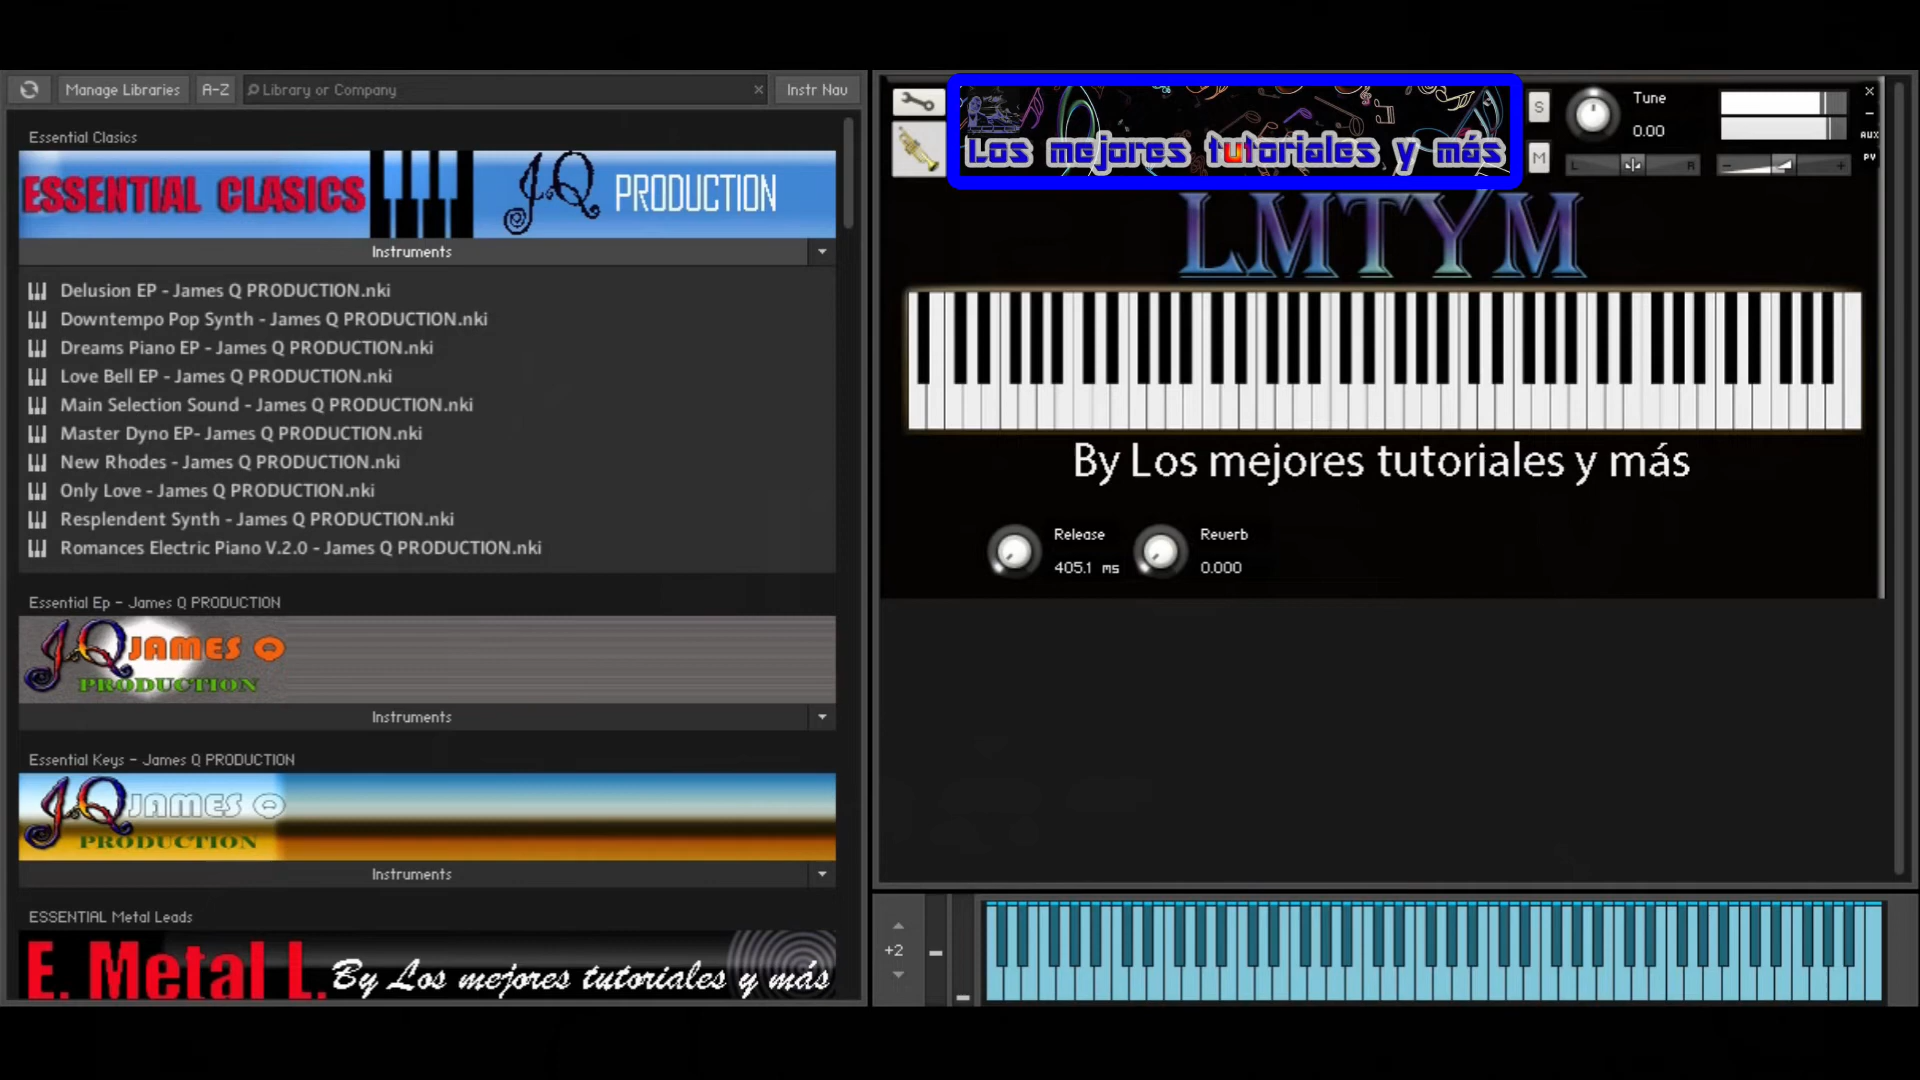 Manage Libraries
A-Z
Library or Company
×
Instr Nav
Essential Clasics
ESSENTIAL CLASICS
JQ PRODUCTION
Instruments
Delusion EP - James Q PRODUCTION.nki
Downtempo Pop Synth - James Q PRODUCTION.nki
Dreams Piano EP - James Q PRODUCTION.nki
Love Bell EP - James Q PRODUCTION.nki
Main Selection Sound - James Q PRODUCTION.nki
Master Dyno EP- James Q PRODUCTION.nki
New Rhodes - James Q PRODUCTION.nki
Only Love - James Q PRODUCTION.nki
Resplendent Synth - James Q PRODUCTION.nki
Romances Electric Piano V.2.0 - James Q PRODUCTION.nki
Essential Ep - James Q PRODUCTION
JQ JAMES Q
PRODUCTION
Instruments
Essential Keys - James Q PRODUCTION
JQ JAMES Q
PRODUCTION
Instruments
ESSENTIAL Metal Leads
E. Metal L. By Los mejores tutoriales y más
Los mejores tutoriales y más
S
M
Tune
0.00
L
R
-
+
×
-
AUX
PV
LMTYM
By Los mejores tutoriales y más
Release
405.1 ms
Reverb
0.000
+2